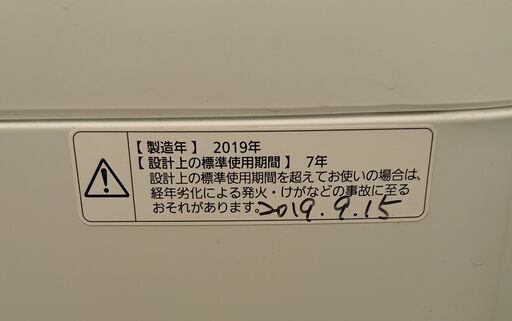 【 製造年 】 2019年
【 設計上の標準使用期間 】 7年
設計上の標準使用期間を超えてお使いの場合は、
経年劣化による発火・けがなどの事故に至る
おそれがあります。2019.9.15